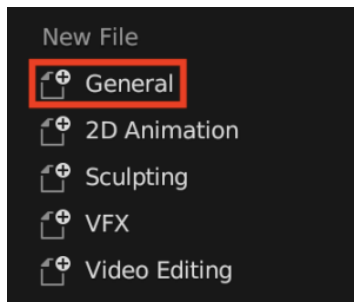 New File
General
2D Animation
Sculpting
VFX
Video Editing